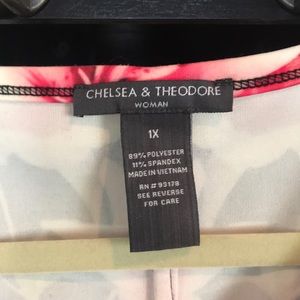 CHELSEA & THEODORE
WOMAN
1X
89% POLYESTER
11% SPANDEX
MADE IN VIETNAM
RN # 93178
SEE REVERSE
FOR CARE